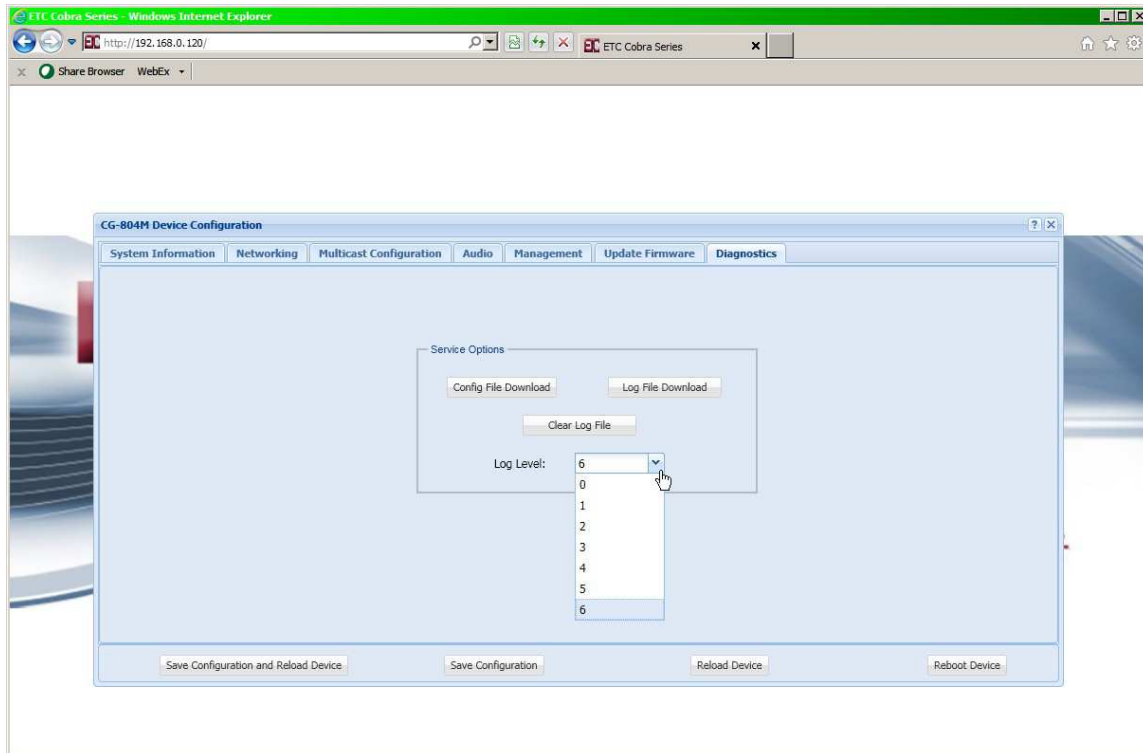 ETC Cobra Series - Windows Internet Explorer
http://192.168.0.120/
ETC Cobra Series
Share Browser WebEx
CG-804M Device Configuration
System Information Networking Multicast Configuration Audio Management Update Firmware Diagnostics
Service Options
Config File Download Log File Download
Clear Log File
Log Level: 6
0
1
2
3
4
5
6
Save Configuration and Reload Device Save Configuration Reload Device Reboot Device